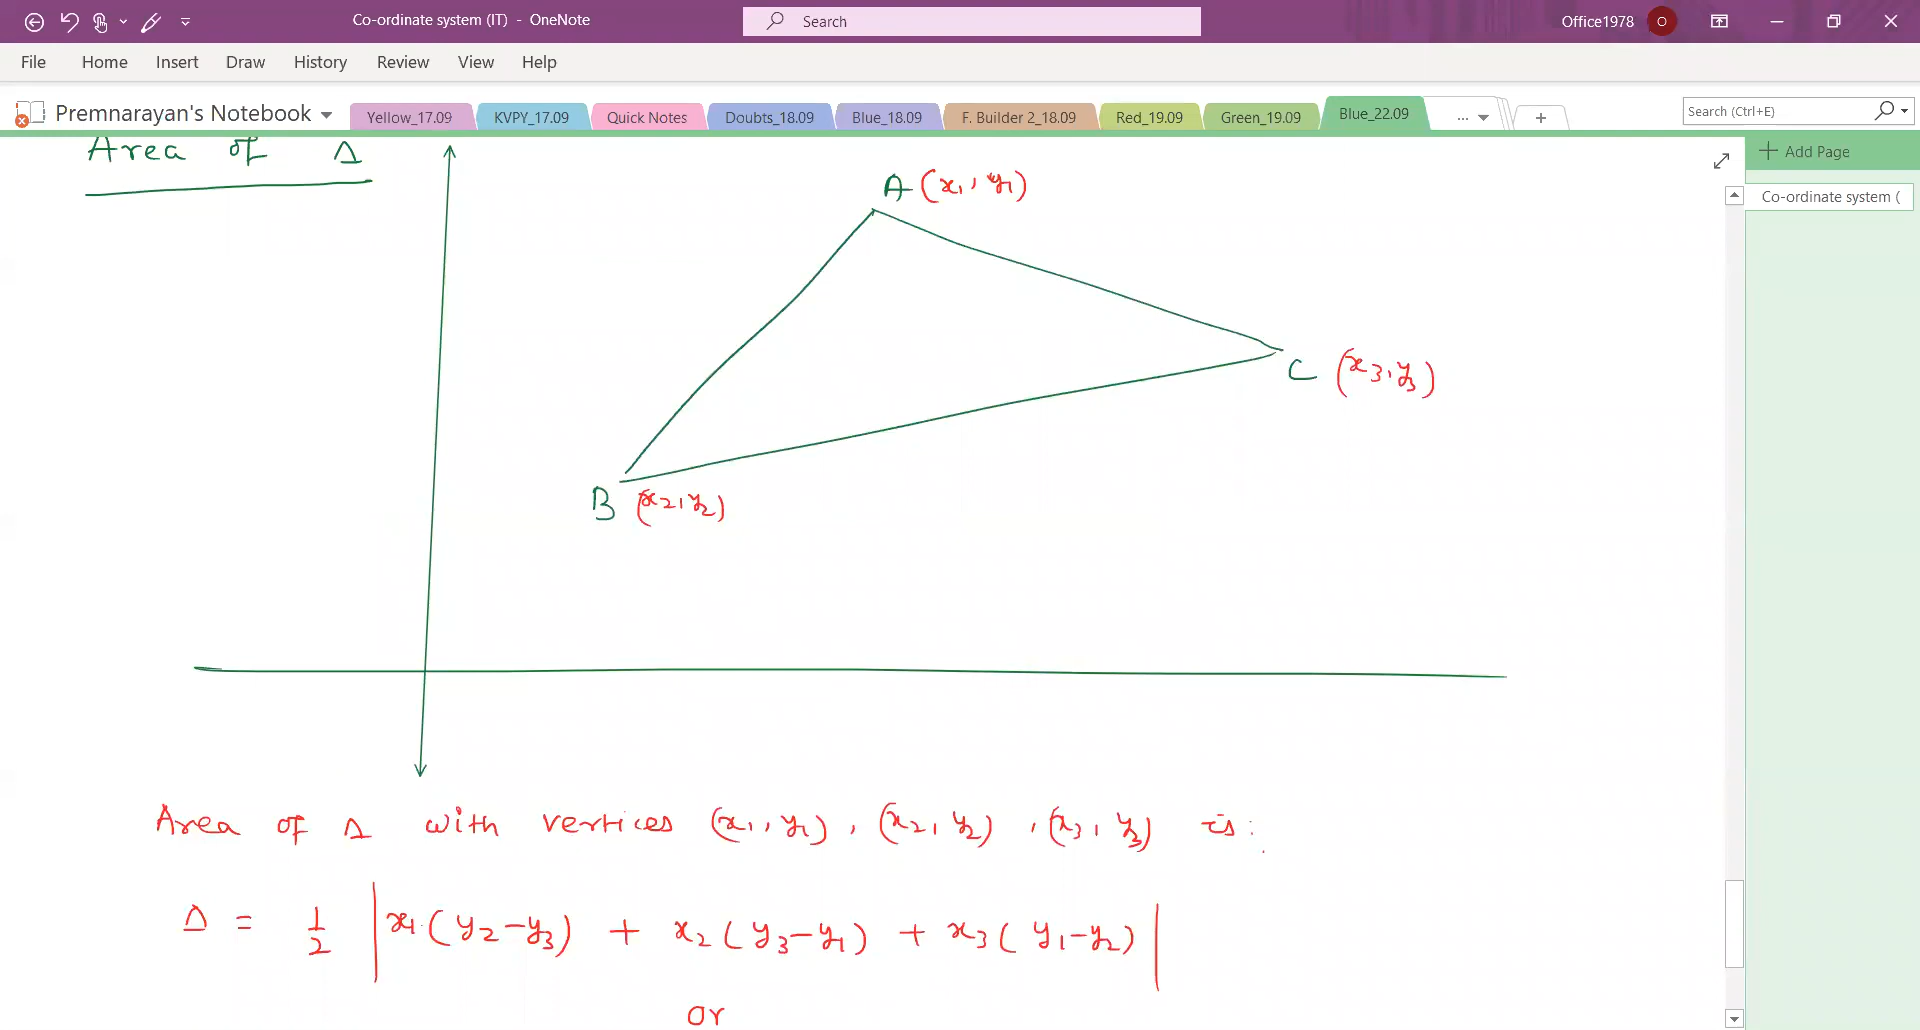 Co-ordinate system (IT) - OneNote
Search
Office1978
O
File Home Insert Draw History Review View Help
Premnarayan's Notebook
Yellow_17.09
KVPY_17.09
Quick Notes
Doubts_18.09
Blue_18.09
F. Builder 2_18.09
Red_19.09
Green_19.09
Blue_22.09
...
+
Search (Ctrl+E)
Add Page
Co-ordinate system (
Area of Δ
A (x₁, y₁)
C (x₃, y₃)
B (x₂, y₂)
Area of Δ with vertices (x₁, y₁), (x₂, y₂), (x₃, y₃) is:
Δ = 1/2 |x₁(y₂-y₃) + x₂(y₃-y₁) + x₃(y₁-y₂)|
or